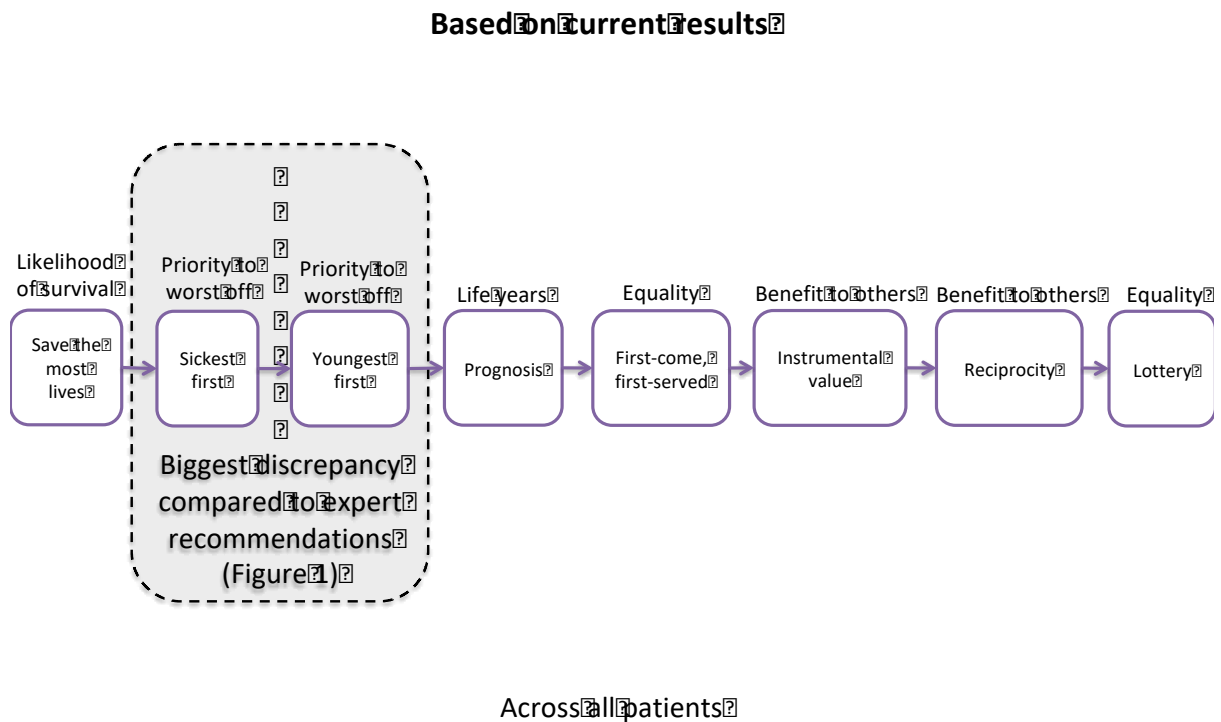 Based on current results
Likelihood
of survival
Priority to
worst off
Priority to
worst off
Life years
Equality
Benefit to others
Benefit to others
Equality
Save the
most
lives
Sickest
first
Youngest
first
Prognosis
First-come,
first-served
Instrumental
value
Reciprocity
Lottery
Biggest discrepancy
compared to expert
recommendations
(Figure 1)
Across all patients